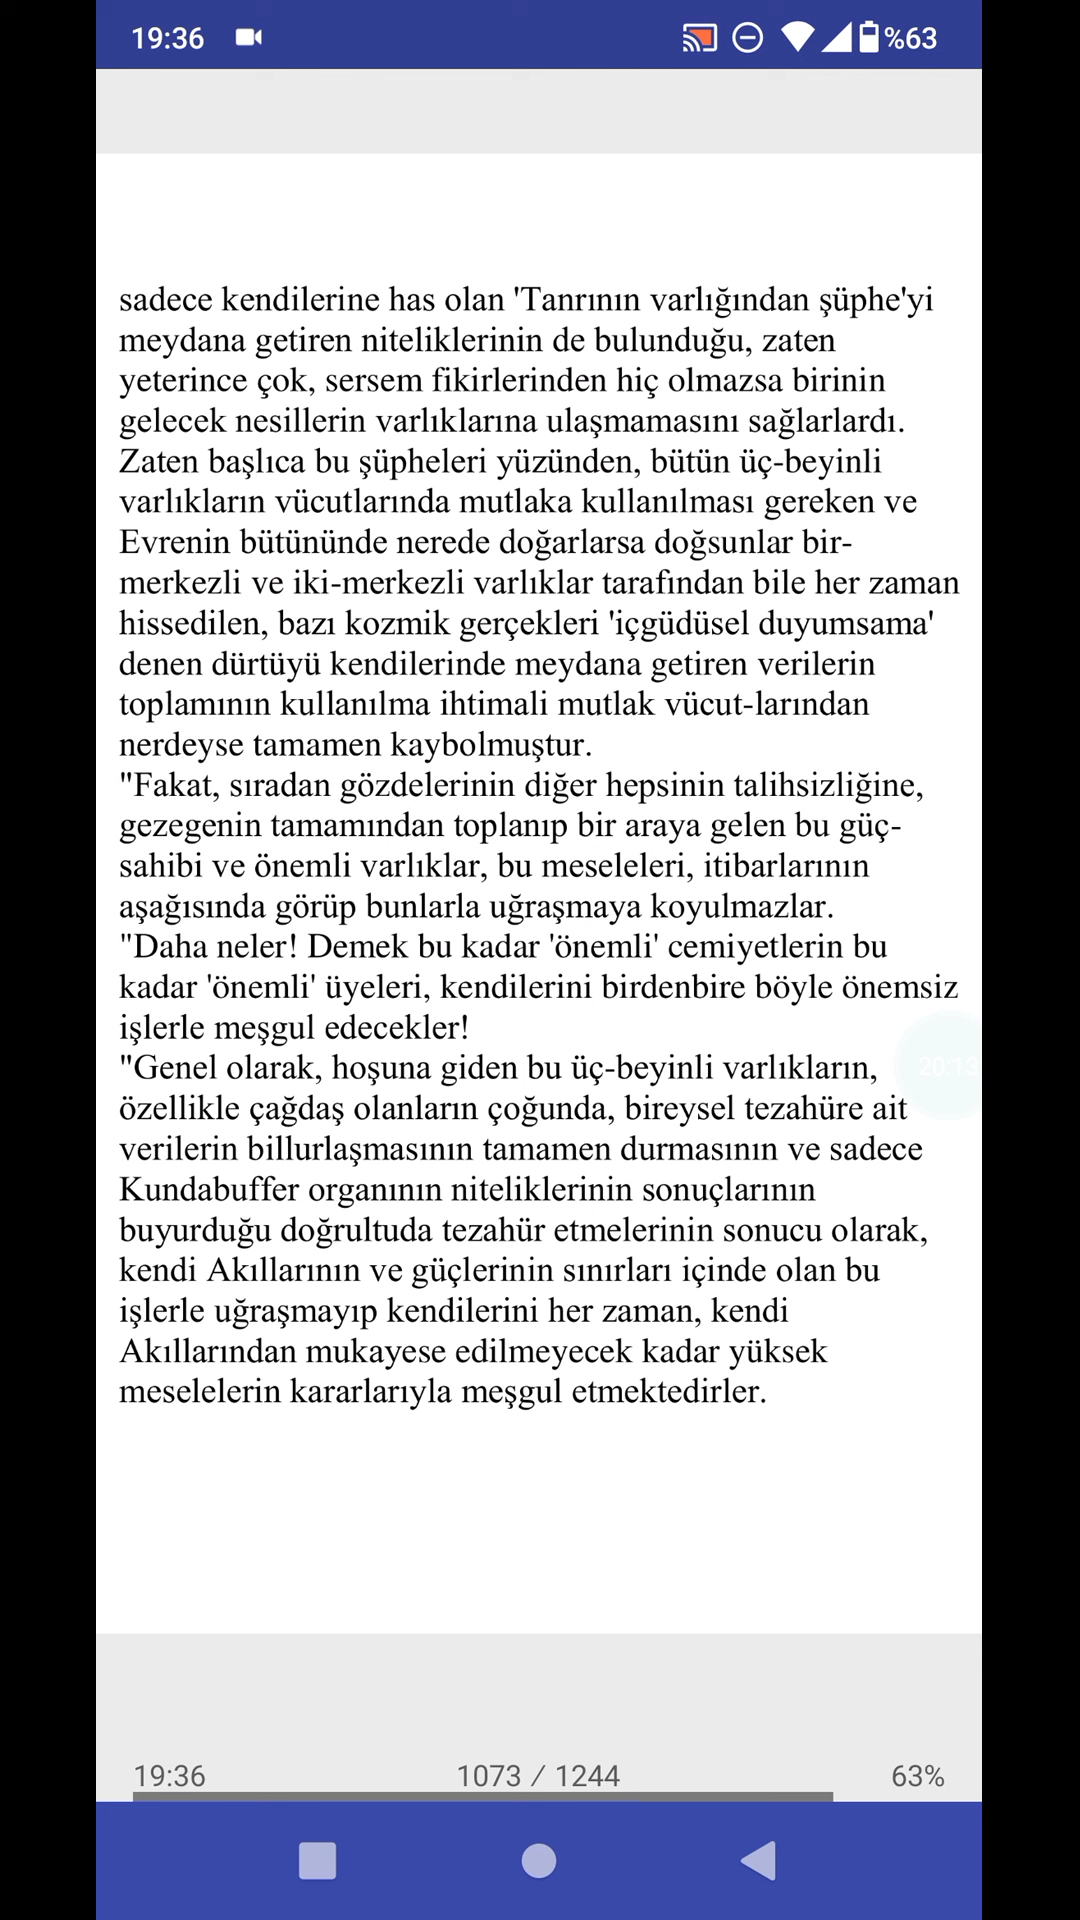 19:36
%63
sadece kendilerine has olan 'Tanrının varlığından şüphe'yi
meydana getiren niteliklerinin de bulunduğu, zaten
yeterince çok, sersem fikirlerinden hiç olmazsa birinin
gelecek nesillerin varlıklarına ulaşmamasını sağlarlardı.
Zaten başlıca bu şüpheleri yüzünden, bütün üç-beyinli
varlıkların vücutlarında mutlaka kullanılması gereken ve
Evrenin bütününde nerede doğarlarsa doğsunlar bir-
merkezli ve iki-merkezli varlıklar tarafından bile her zaman
hissedilen, bazı kozmik gerçekleri 'içgüdüsel duyumsama'
denen dürtüyü kendilerinde meydana getiren verilerin
toplamının kullanılma ihtimali mutlak vücut-larından
nerdeyse tamamen kaybolmuştur.
"Fakat, sıradan gözdelerinin diğer hepsinin talihsizliğine,
gezegenin tamamından toplanıp bir araya gelen bu güç-
sahibi ve önemli varlıklar, bu meseleleri, itibarlarının
aşağısında görüp bunlarla uğraşmaya koyulmazlar.
"Daha neler! Demek bu kadar 'önemli' cemiyetlerin bu
kadar 'önemli' üyeleri, kendilerini birdenbire böyle önemsiz
işlerle meşgul edecekler!
"Genel olarak, hoşuna giden bu üç-beyinli varlıkların,
özellikle çağdaş olanların çoğunda, bireysel tezahüre ait
verilerin billurlaşmasının tamamen durmasının ve sadece
Kundabuffer organının niteliklerinin sonuçlarının
buyurduğu doğrultuda tezahür etmelerinin sonucu olarak,
kendi Akıllarının ve güçlerinin sınırları içinde olan bu
işlerle uğraşmayıp kendilerini her zaman, kendi
Akıllarından mukayese edilmeyecek kadar yüksek
meselelerin kararlarıyla meşgul etmektedirler.
20:13
19:36
1073 / 1244
63%